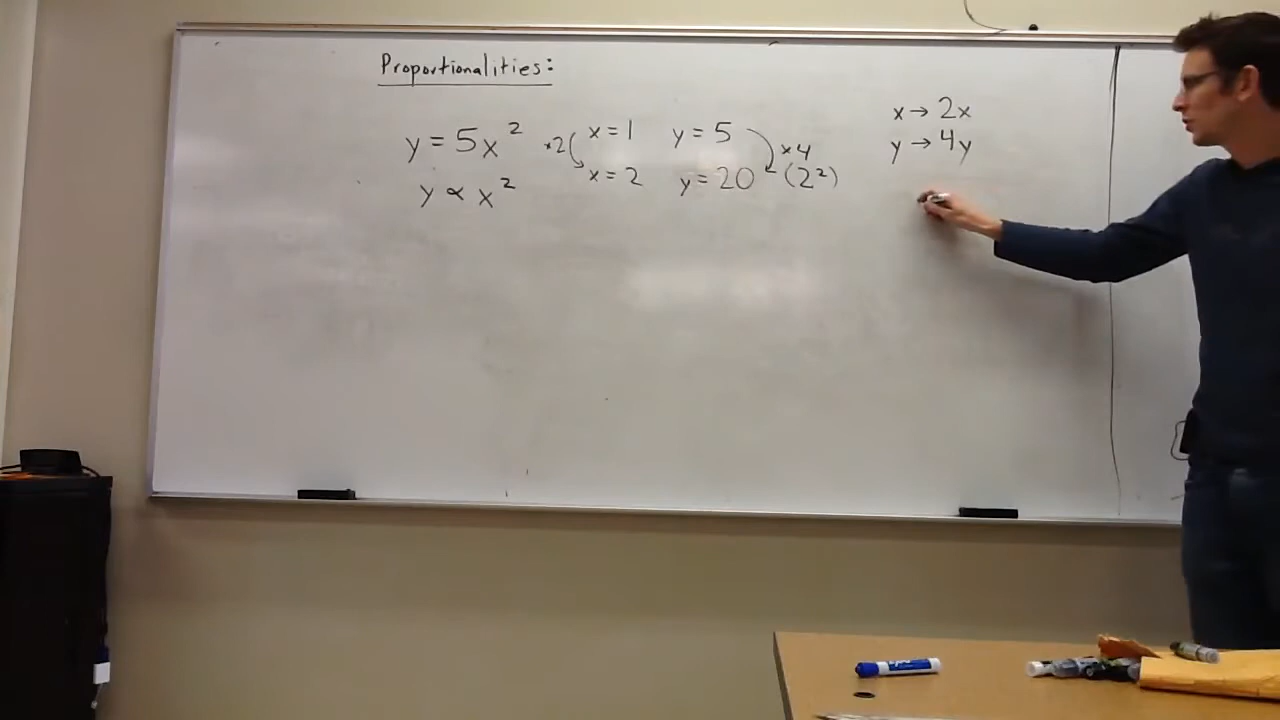 Proportionalities:
y = 5x² ×2 x = 1 y = 5 ×4 x → 2x
y ∝ x² x = 2 y = 20 (2²) y → 4y